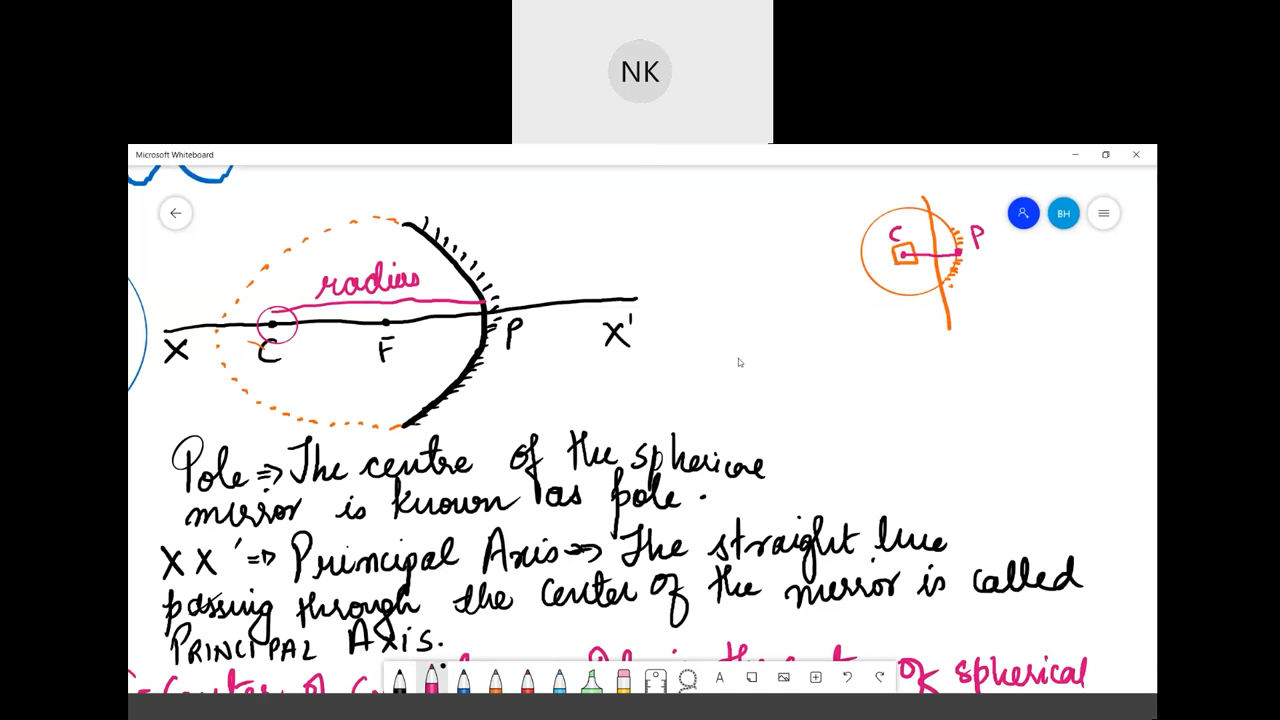 NK
Microsoft Whiteboard
BH
radius
C
P
X
C
F
P
X'
Pole => The centre of the spherical
mirror is known as pole.
XX' => Principal Axis => The straight line
passing through the center of the mirror is called
PRINCIPAL AXIS.
of spherical
A